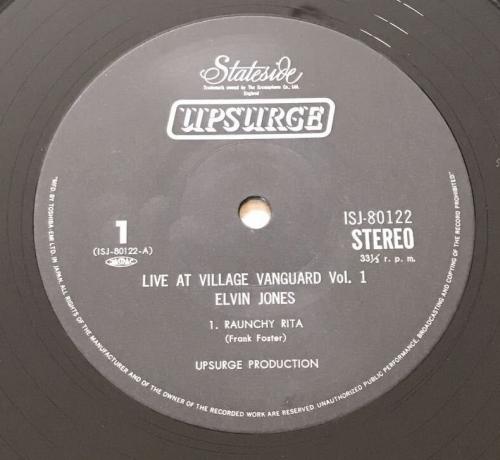 Stateside
Trademark owned by The Gramophone Co., Ltd.
England
UPSURGE
1
(ISJ-80122-A)
ISJ-80122
STEREO
33⅓ r. p. m.
LIVE AT VILLAGE VANGUARD Vol. 1
ELVIN JONES
1. RAUNCHY RITA
(Frank Foster)
UPSURGE PRODUCTION
"MFD. BY TOSHIBA EMI LTD. IN JAPAN. ALL RIGHTS OF THE MANUFACTURER AND OF THE OWNER OF THE RECORDED WORK ARE RESERVED. UNAUTHORIZED PUBLIC PERFORMANCE, BROADCASTING AND COPYING OF THE RECORD PROHIBITED"